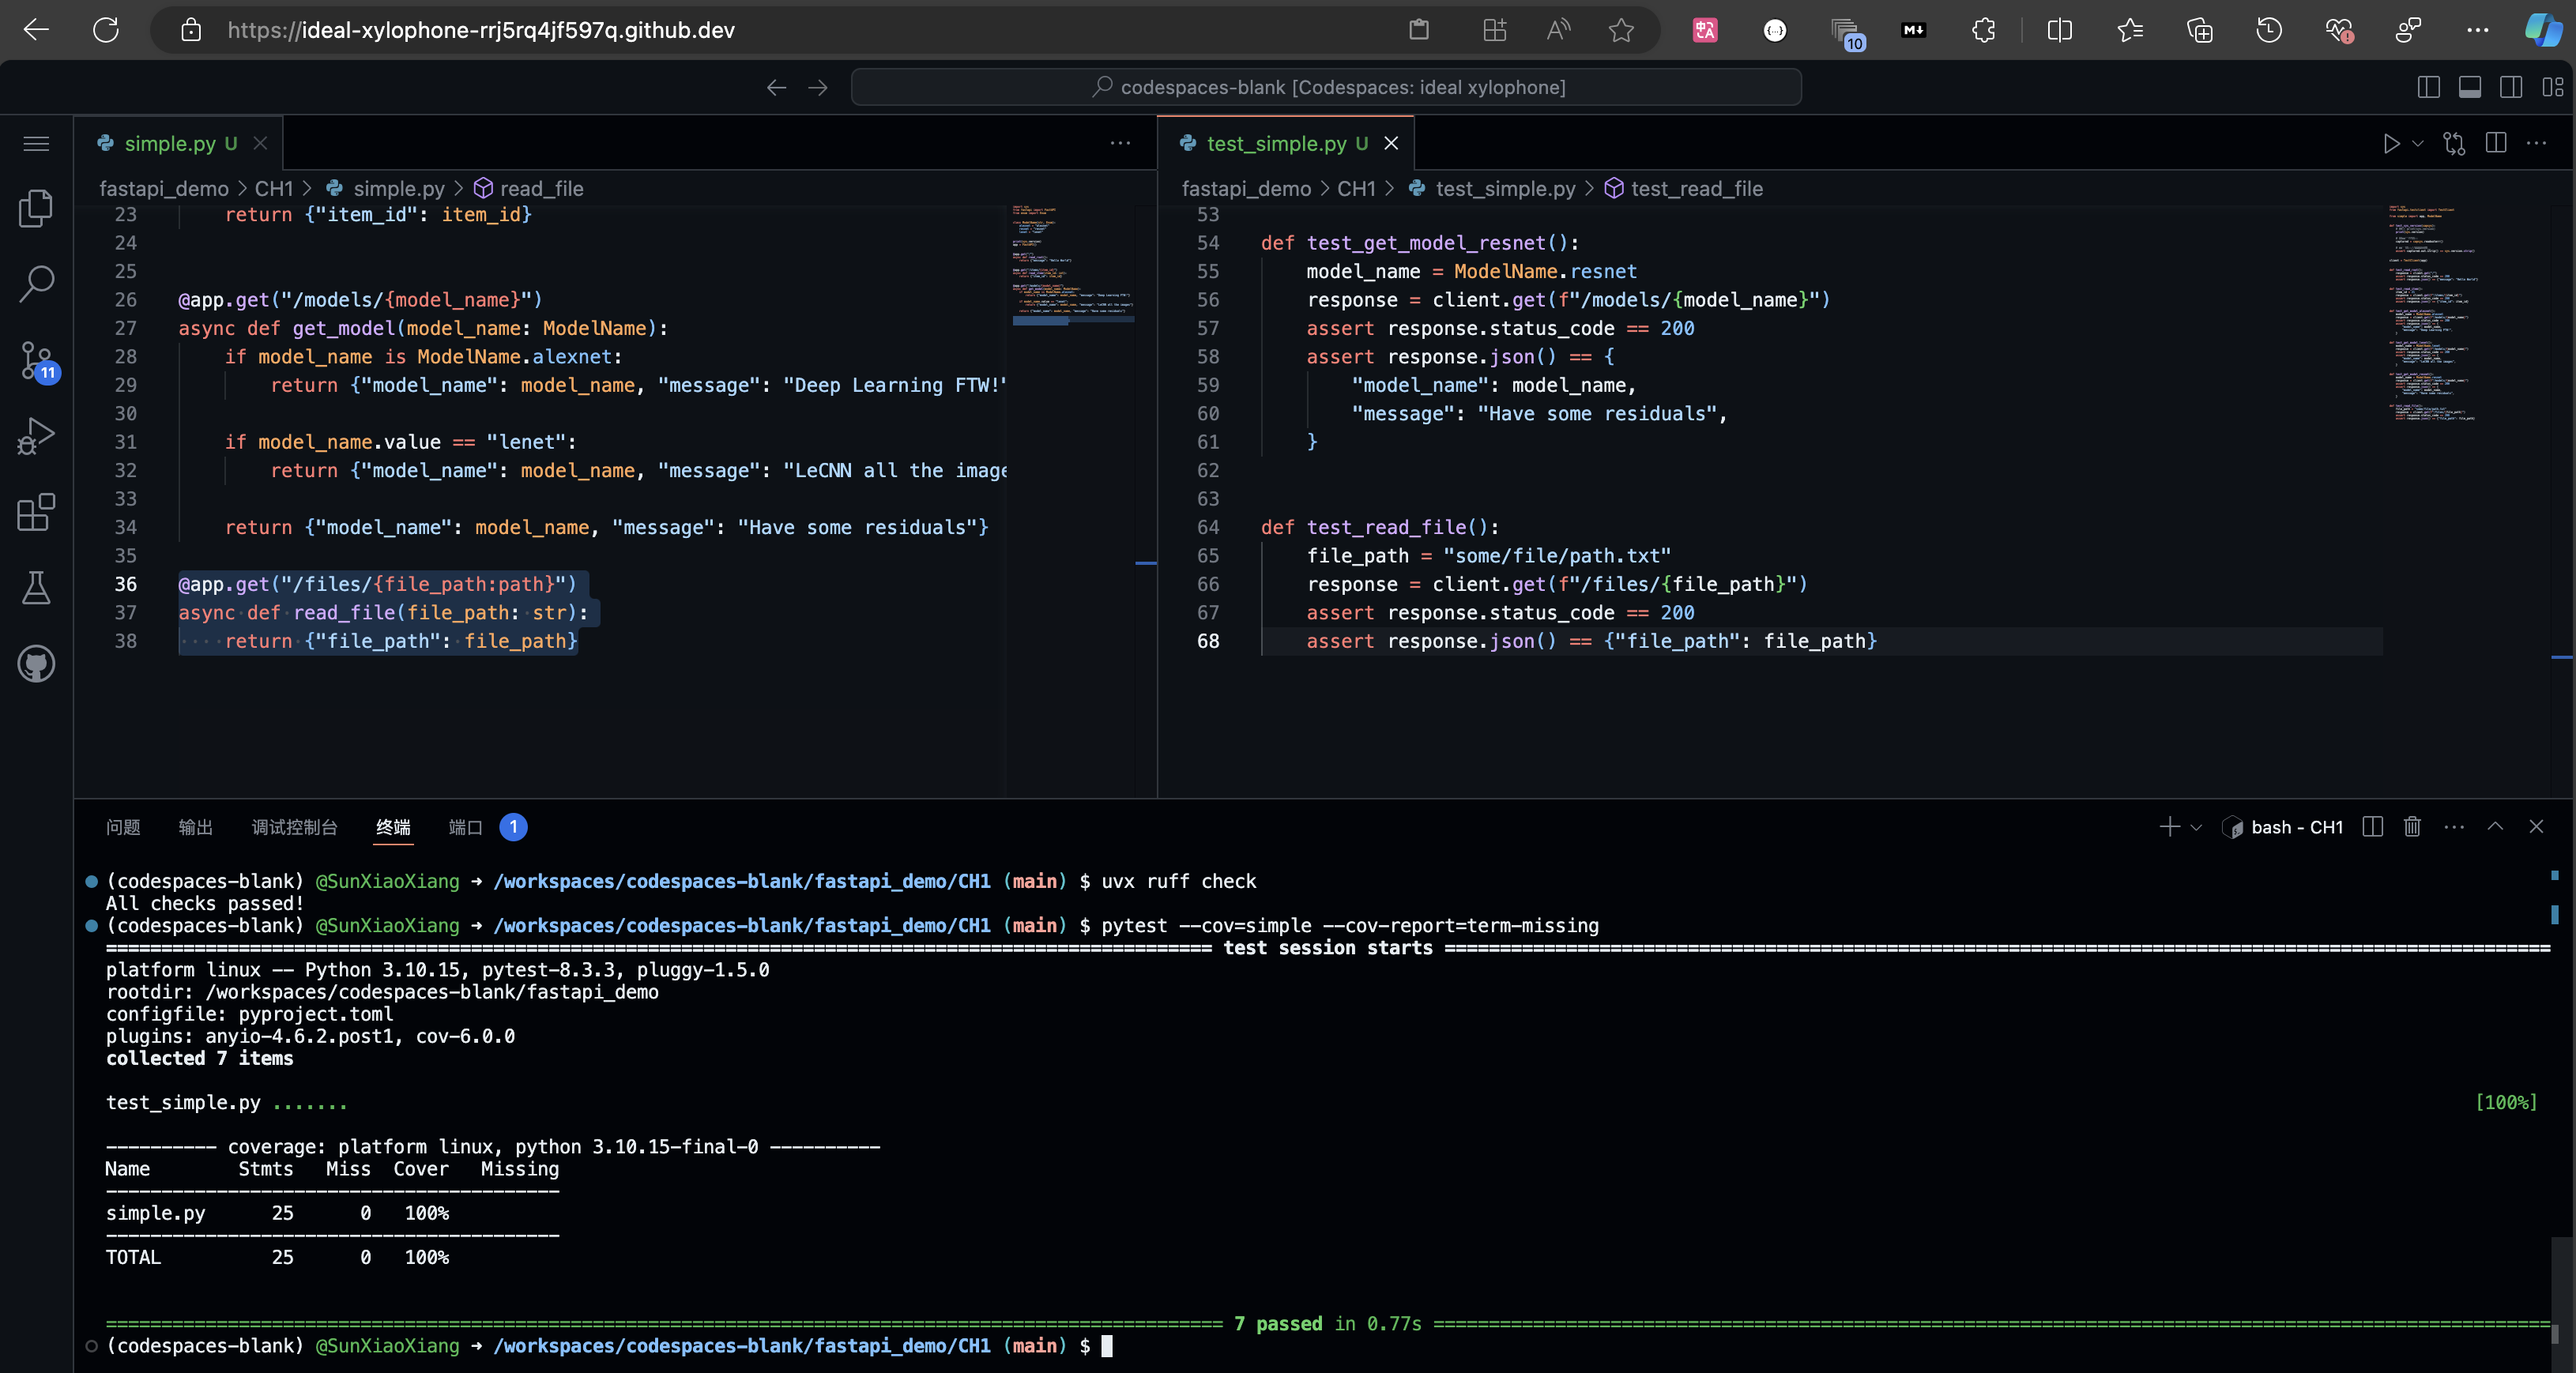 https://ideal-xylophone-rrj5rq4jf597q.github.dev
10
M↓
codespaces-blank [Codespaces: ideal xylophone]
simple.py U
fastapi_demo > CH1 > simple.py > read_file
23 return {"item_id": item_id}
24
25
26 @app.get("/models/{model_name}")
27 async def get_model(model_name: ModelName):
28 if model_name is ModelName.alexnet:
29 return {"model_name": model_name, "message": "Deep Learning FTW!"
30
31 if model_name.value == "lenet":
32 return {"model_name": model_name, "message": "LeCNN all the image
33
34 return {"model_name": model_name, "message": "Have some residuals"}
35
36 @app.get("/files/{file_path:path}")
37 async def read_file(file_path: str):
38 return {"file_path": file_path}
11
test_simple.py U
fastapi_demo > CH1 > test_simple.py > test_read_file
53
54 def test_get_model_resnet():
55 model_name = ModelName.resnet
56 response = client.get(f"/models/{model_name}")
57 assert response.status_code == 200
58 assert response.json() == {
59 "model_name": model_name,
60 "message": "Have some residuals",
61 }
62
63
64 def test_read_file():
65 file_path = "some/file/path.txt"
66 response = client.get(f"/files/{file_path}")
67 assert response.status_code == 200
68 assert response.json() == {"file_path": file_path}
问题 输出 调试控制台 终端 端口 1
bash - CH1
(codespaces-blank) @SunXiaoXiang → /workspaces/codespaces-blank/fastapi_demo/CH1 (main) $ uvx ruff check
All checks passed!
(codespaces-blank) @SunXiaoXiang → /workspaces/codespaces-blank/fastapi_demo/CH1 (main) $ pytest --cov=simple --cov-report=term-missing
test session starts
platform linux -- Python 3.10.15, pytest-8.3.3, pluggy-1.5.0
rootdir: /workspaces/codespaces-blank/fastapi_demo
configfile: pyproject.toml
plugins: anyio-4.6.2.post1, cov-6.0.0
collected 7 items
test_simple.py ....... [100%]
---------- coverage: platform linux, python 3.10.15-final-0 ----------
Name Stmts Miss Cover Missing
simple.py 25 0 100%
TOTAL 25 0 100%
7 passed in 0.77s
(codespaces-blank) @SunXiaoXiang → /workspaces/codespaces-blank/fastapi_demo/CH1 (main) $